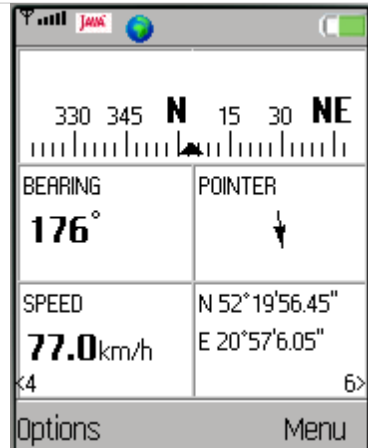 JAVA
330 345 N 15 30 NE
BEARING
176°
POINTER
SPEED
77.0km/h
N 52°19'56.45"
E 20°57'6.05"
<4
6>
Options
Menu